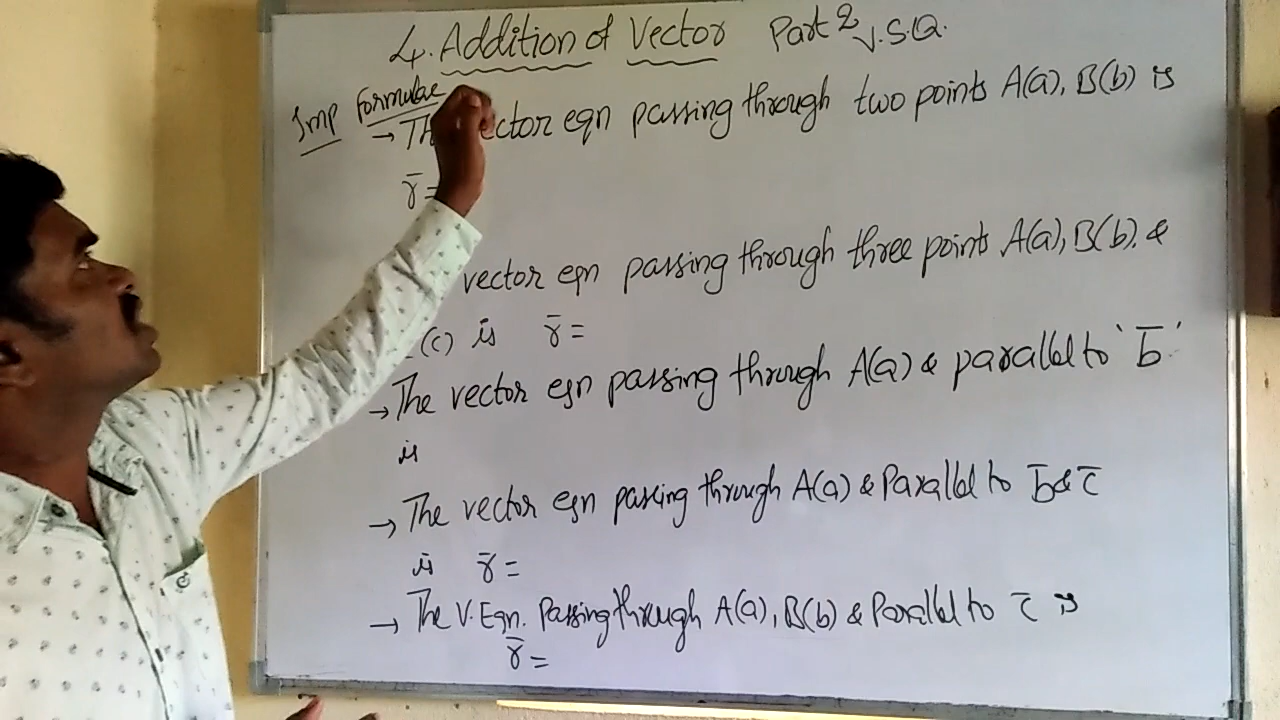 4. Addition of Vector Part 2 V.S.Q.
Imp Formulae
→ Th ector eqn passing through two points A(a), B(b) is
r̄ =
vector eqn passing through three points A(a), B(b), &
(c) is r̄ =
→ The vector eqn passing through A(a) & parallel to ' b̄ '
is
→ The vector eqn passing through A(a) & Parallel to b̄ & c̄
is r̄ =
→ The V. Eqn. Passing through A(a), B(b) & Parallel to c̄ is
r̄ =